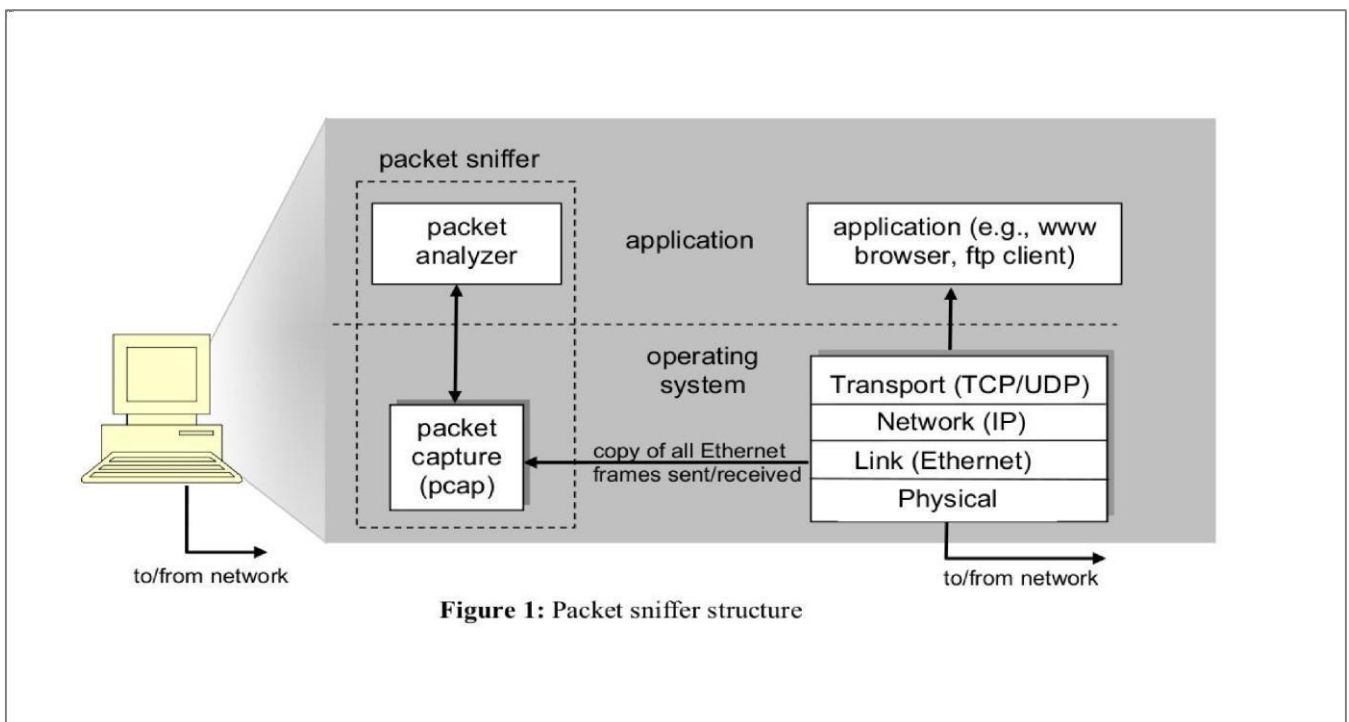 packet sniffer
packet
analyzer
application
application (e.g., www
browser, ftp client)
operating
system
packet
capture
(pcap)
copy of all Ethernet
frames sent/received
Transport (TCP/UDP)
Network (IP)
Link (Ethernet)
Physical
to/from network
to/from network
Figure 1: Packet sniffer structure